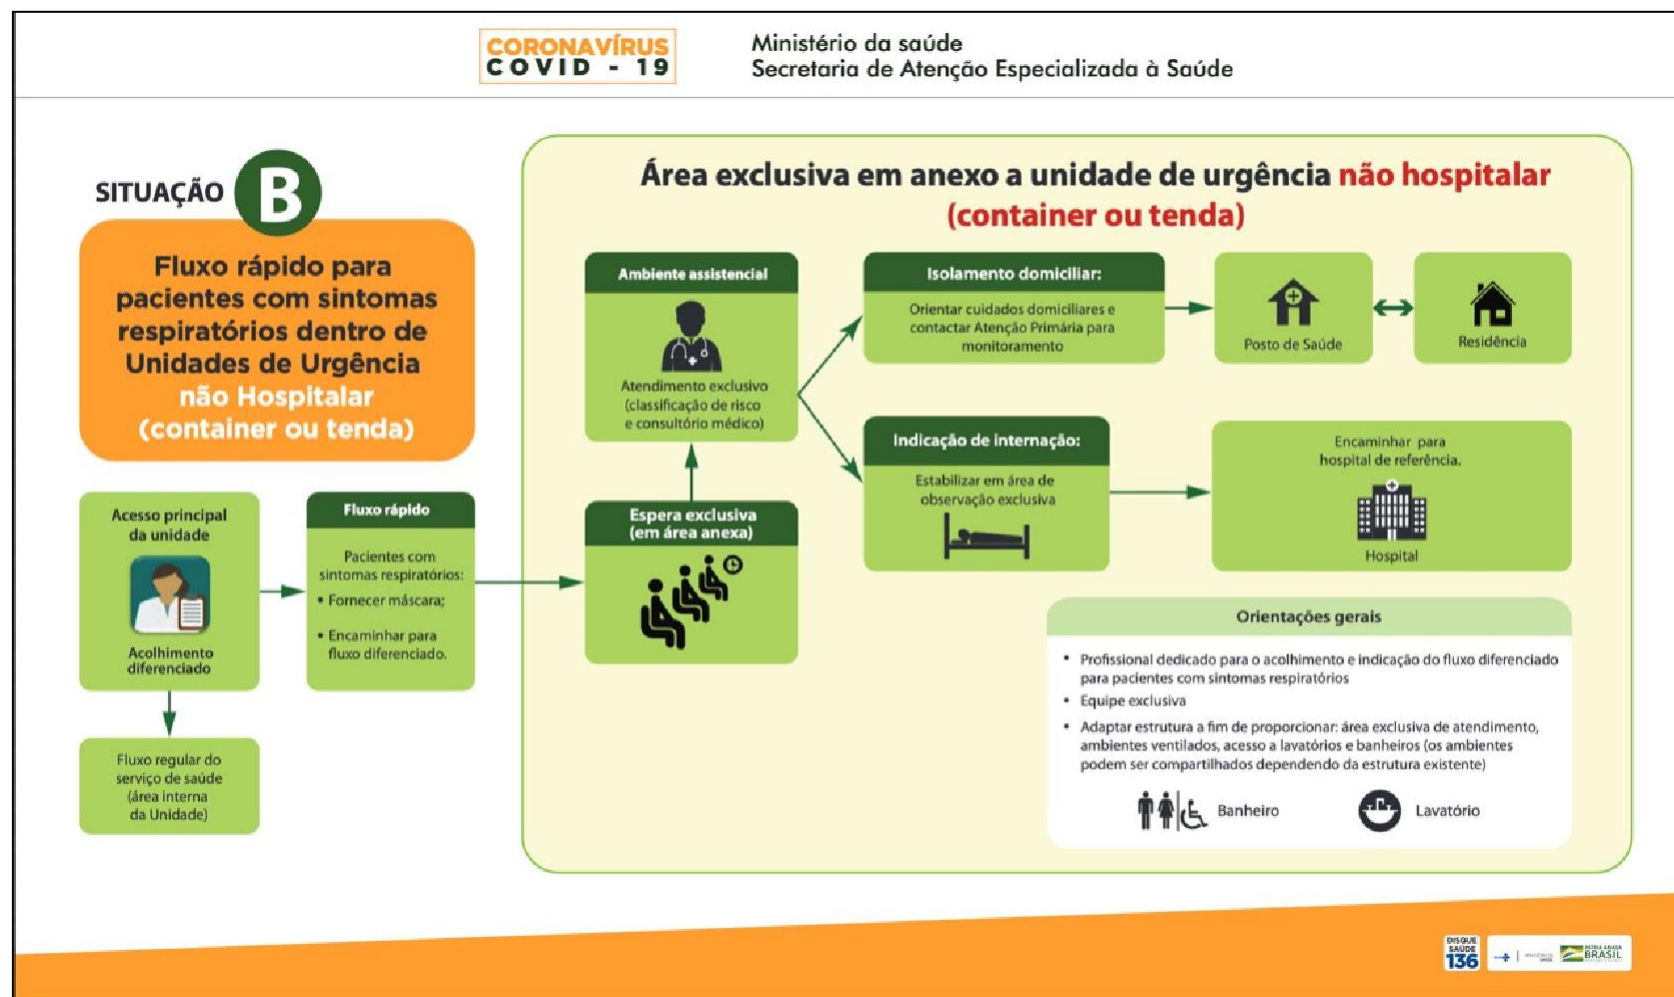 CORONAVÍRUS
COVID - 19
Ministério da saúde
Secretaria de Atenção Especializada à Saúde
SITUAÇÃO B
Fluxo rápido para
pacientes com sintomas
respiratórios dentro de
Unidades de Urgência
não Hospitalar
(container ou tenda)
Acesso principal
da unidade
Acolhimento
diferenciado
Fluxo regular do
serviço de saúde
(área interna
da Unidade)
Fluxo rápido
Pacientes com
sintomas respiratórios:
• Fornecer máscara;
• Encaminhar para
fluxo diferenciado.
Área exclusiva em anexo a unidade de urgência não hospitalar
(container ou tenda)
Espera exclusiva
(em área anexa)
Ambiente assistencial
Atendimento exclusivo
(classificação de risco
e consultório médico)
Isolamento domiciliar:
Orientar cuidados domiciliares e
contactar Atenção Primária para
monitoramento
Posto de Saúde
Residência
Indicação de internação:
Estabilizar em área de
observação exclusiva
Encaminhar para
hospital de referência.
Hospital
Orientações gerais
• Profissional dedicado para o acolhimento e indicação do fluxo diferenciado
para pacientes com sintomas respiratórios
• Equipe exclusiva
• Adaptar estrutura a fim de proporcionar: área exclusiva de atendimento,
ambientes ventilados, acesso a lavatórios e banheiros (os ambientes
podem ser compartilhados dependendo da estrutura existente)
Banheiro
Lavatório
DISQUE
SAÚDE
136
BRASIL